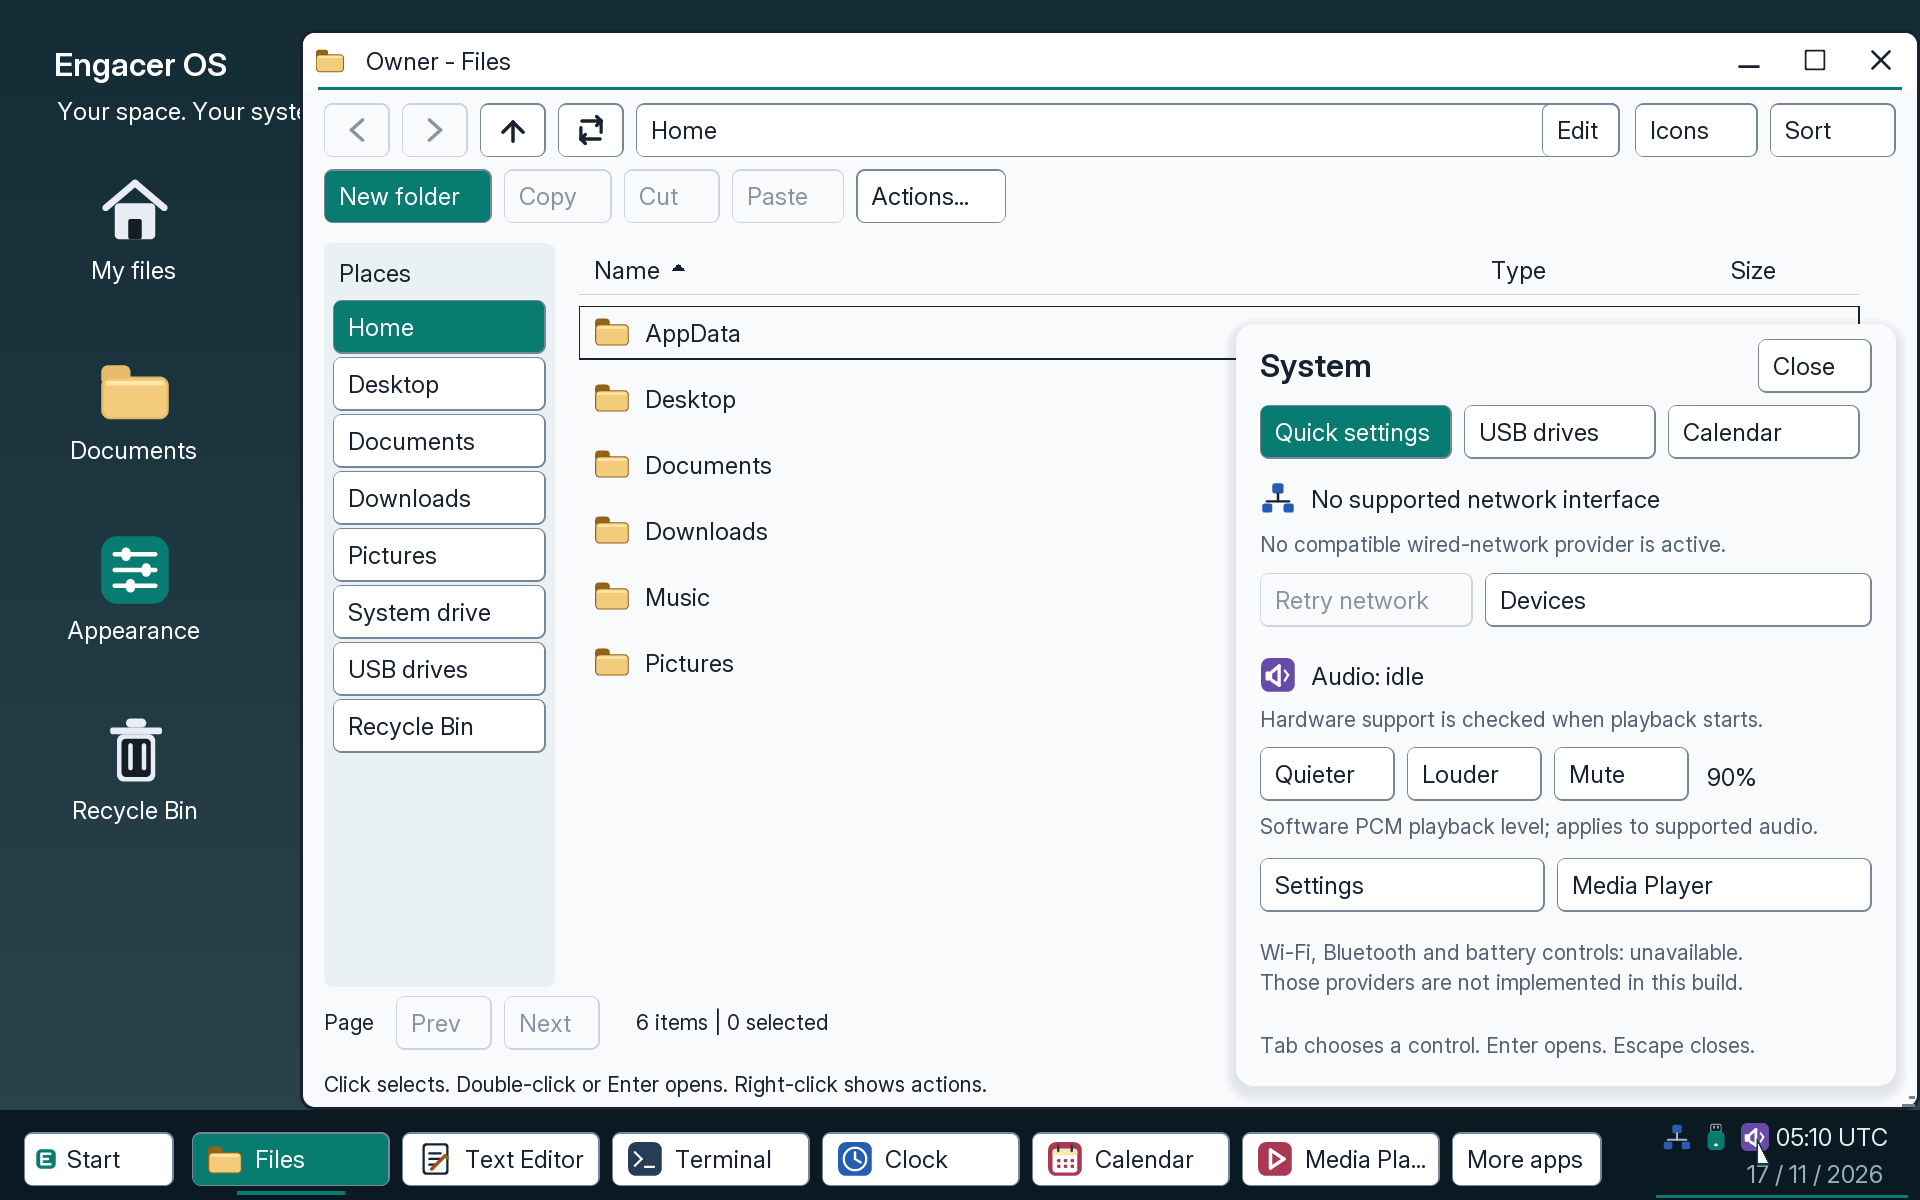 Engacer OS
Your space. Your syste
My files
Documents
Appearance
Recycle Bin
Owner - Files
Home
Edit
Icons
Sort
New folder
Copy
Cut
Paste
Actions...
Places
Home
Desktop
Documents
Downloads
Pictures
System drive
USB drives
Recycle Bin
Name
Type
Size
AppData
Desktop
Documents
Downloads
Music
Pictures
Page
Prev
Next
6 items | 0 selected
Click selects. Double-click or Enter opens. Right-click shows actions.
System
Close
Quick settings
USB drives
Calendar
No supported network interface
No compatible wired-network provider is active.
Retry network
Devices
Audio: idle
Hardware support is checked when playback starts.
Quieter
Louder
Mute
90%
Software PCM playback level; applies to supported audio.
Settings
Media Player
Wi-Fi, Bluetooth and battery controls: unavailable.
Those providers are not implemented in this build.
Tab chooses a control. Enter opens. Escape closes.
E Start
Files
Text Editor
Terminal
Clock
Calendar
Media Pla...
More apps
05:10 UTC
17 / 11 / 2026